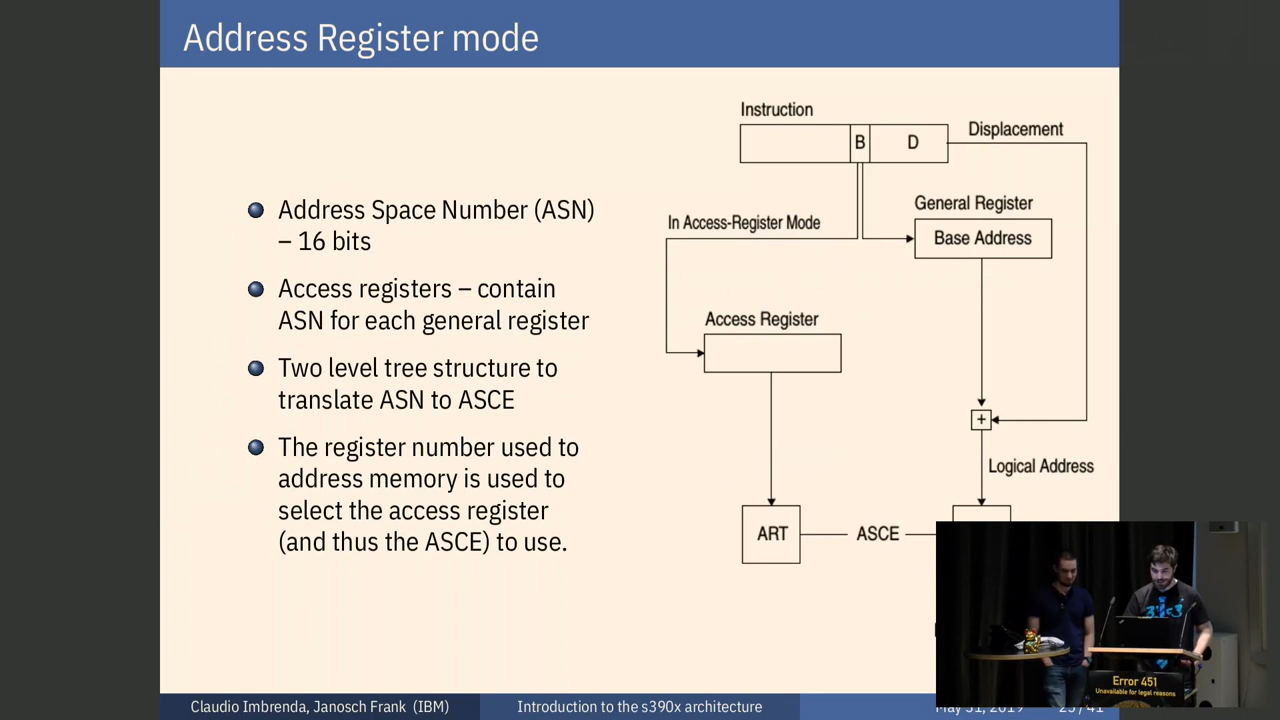 Address Register mode
Address Space Number (ASN)
– 16 bits
Access registers – contain
ASN for each general register
Two level tree structure to
translate ASN to ASCE
The register number used to
address memory is used to
select the access register
(and thus the ASCE) to use.
Instruction
B
D
Displacement
In Access-Register Mode
General Register
Base Address
Access Register
+
Logical Address
ART
ASCE
Error 451
Unavailable for legal reasons
Claudio Imbrenda, Janosch Frank (IBM)
Introduction to the s390x architecture
May 31, 2019